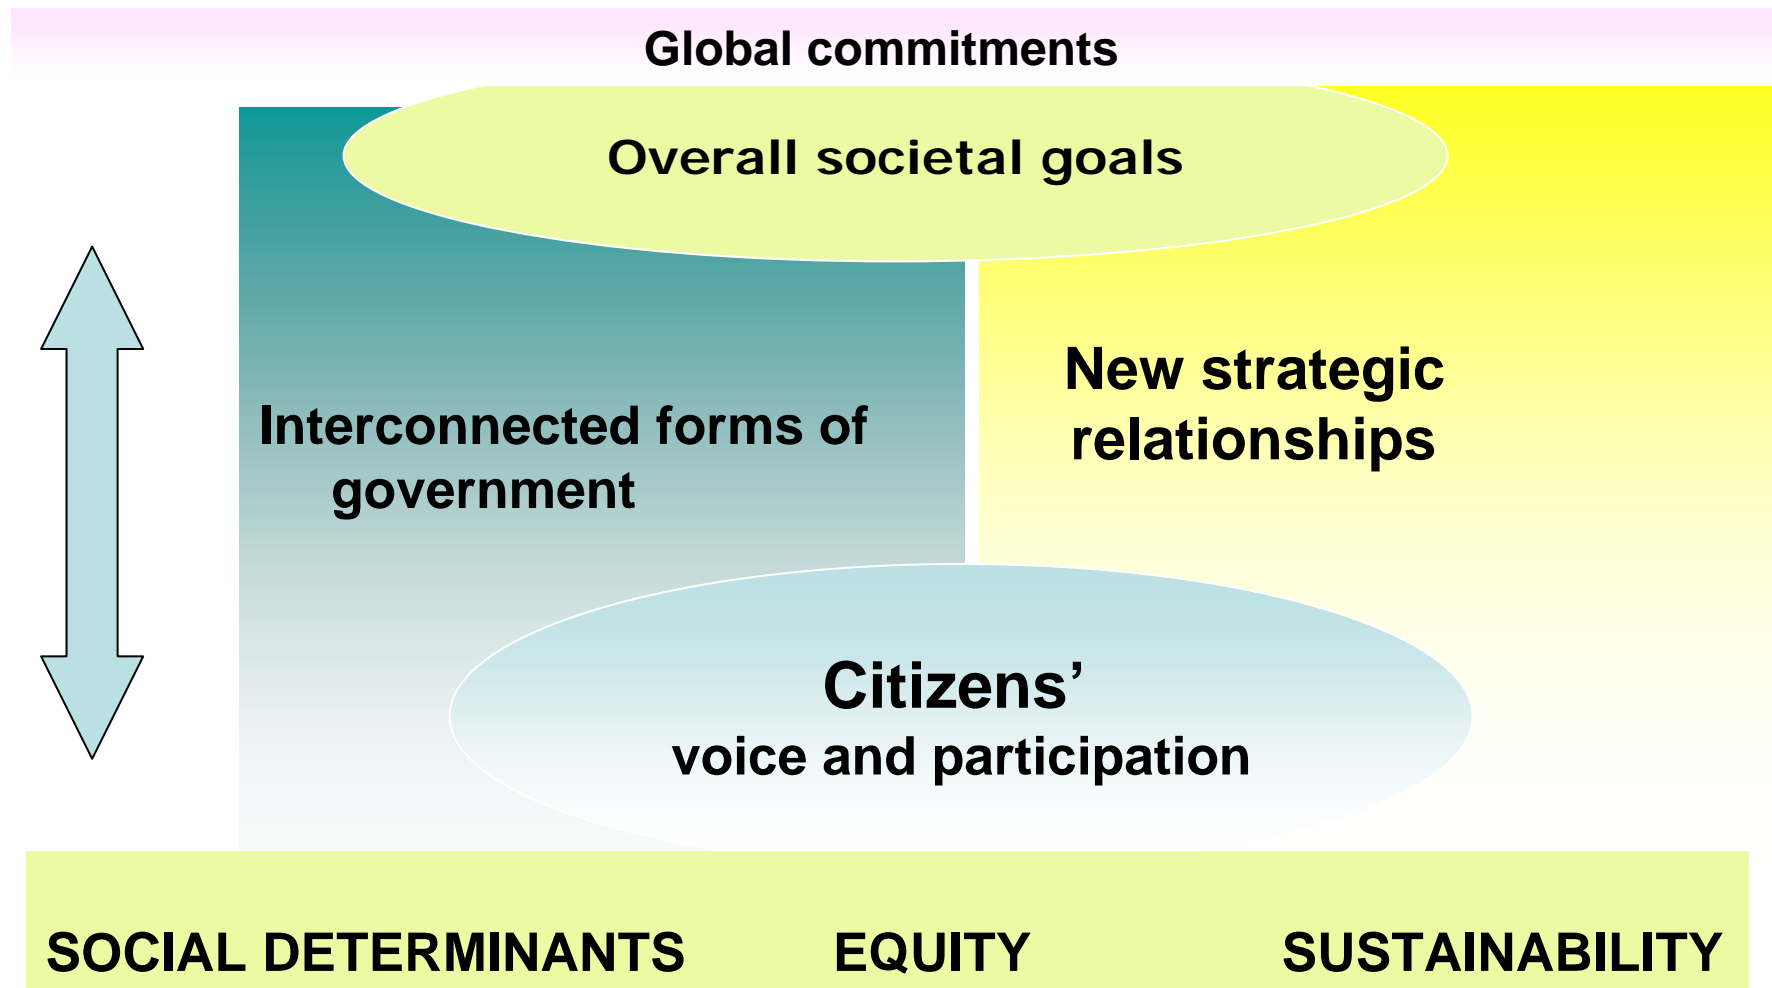 Global commitments
Overall societal goals
Interconnected forms of
government
New strategic
relationships
Citizens’
voice and participation
SOCIAL DETERMINANTS EQUITY SUSTAINABILITY